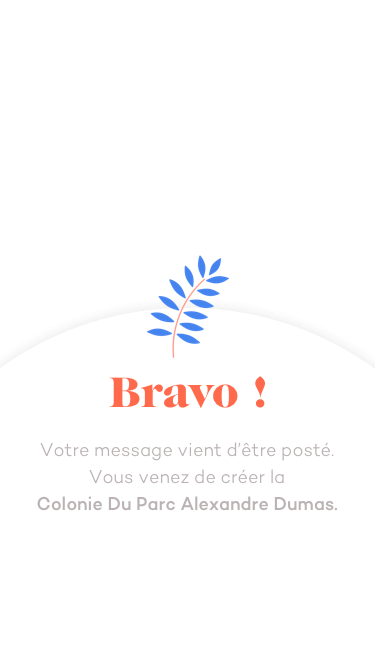 Bravo !
Votre message vient d’être posté.
Vous venez de créer la
Colonie Du Parc Alexandre Dumas.